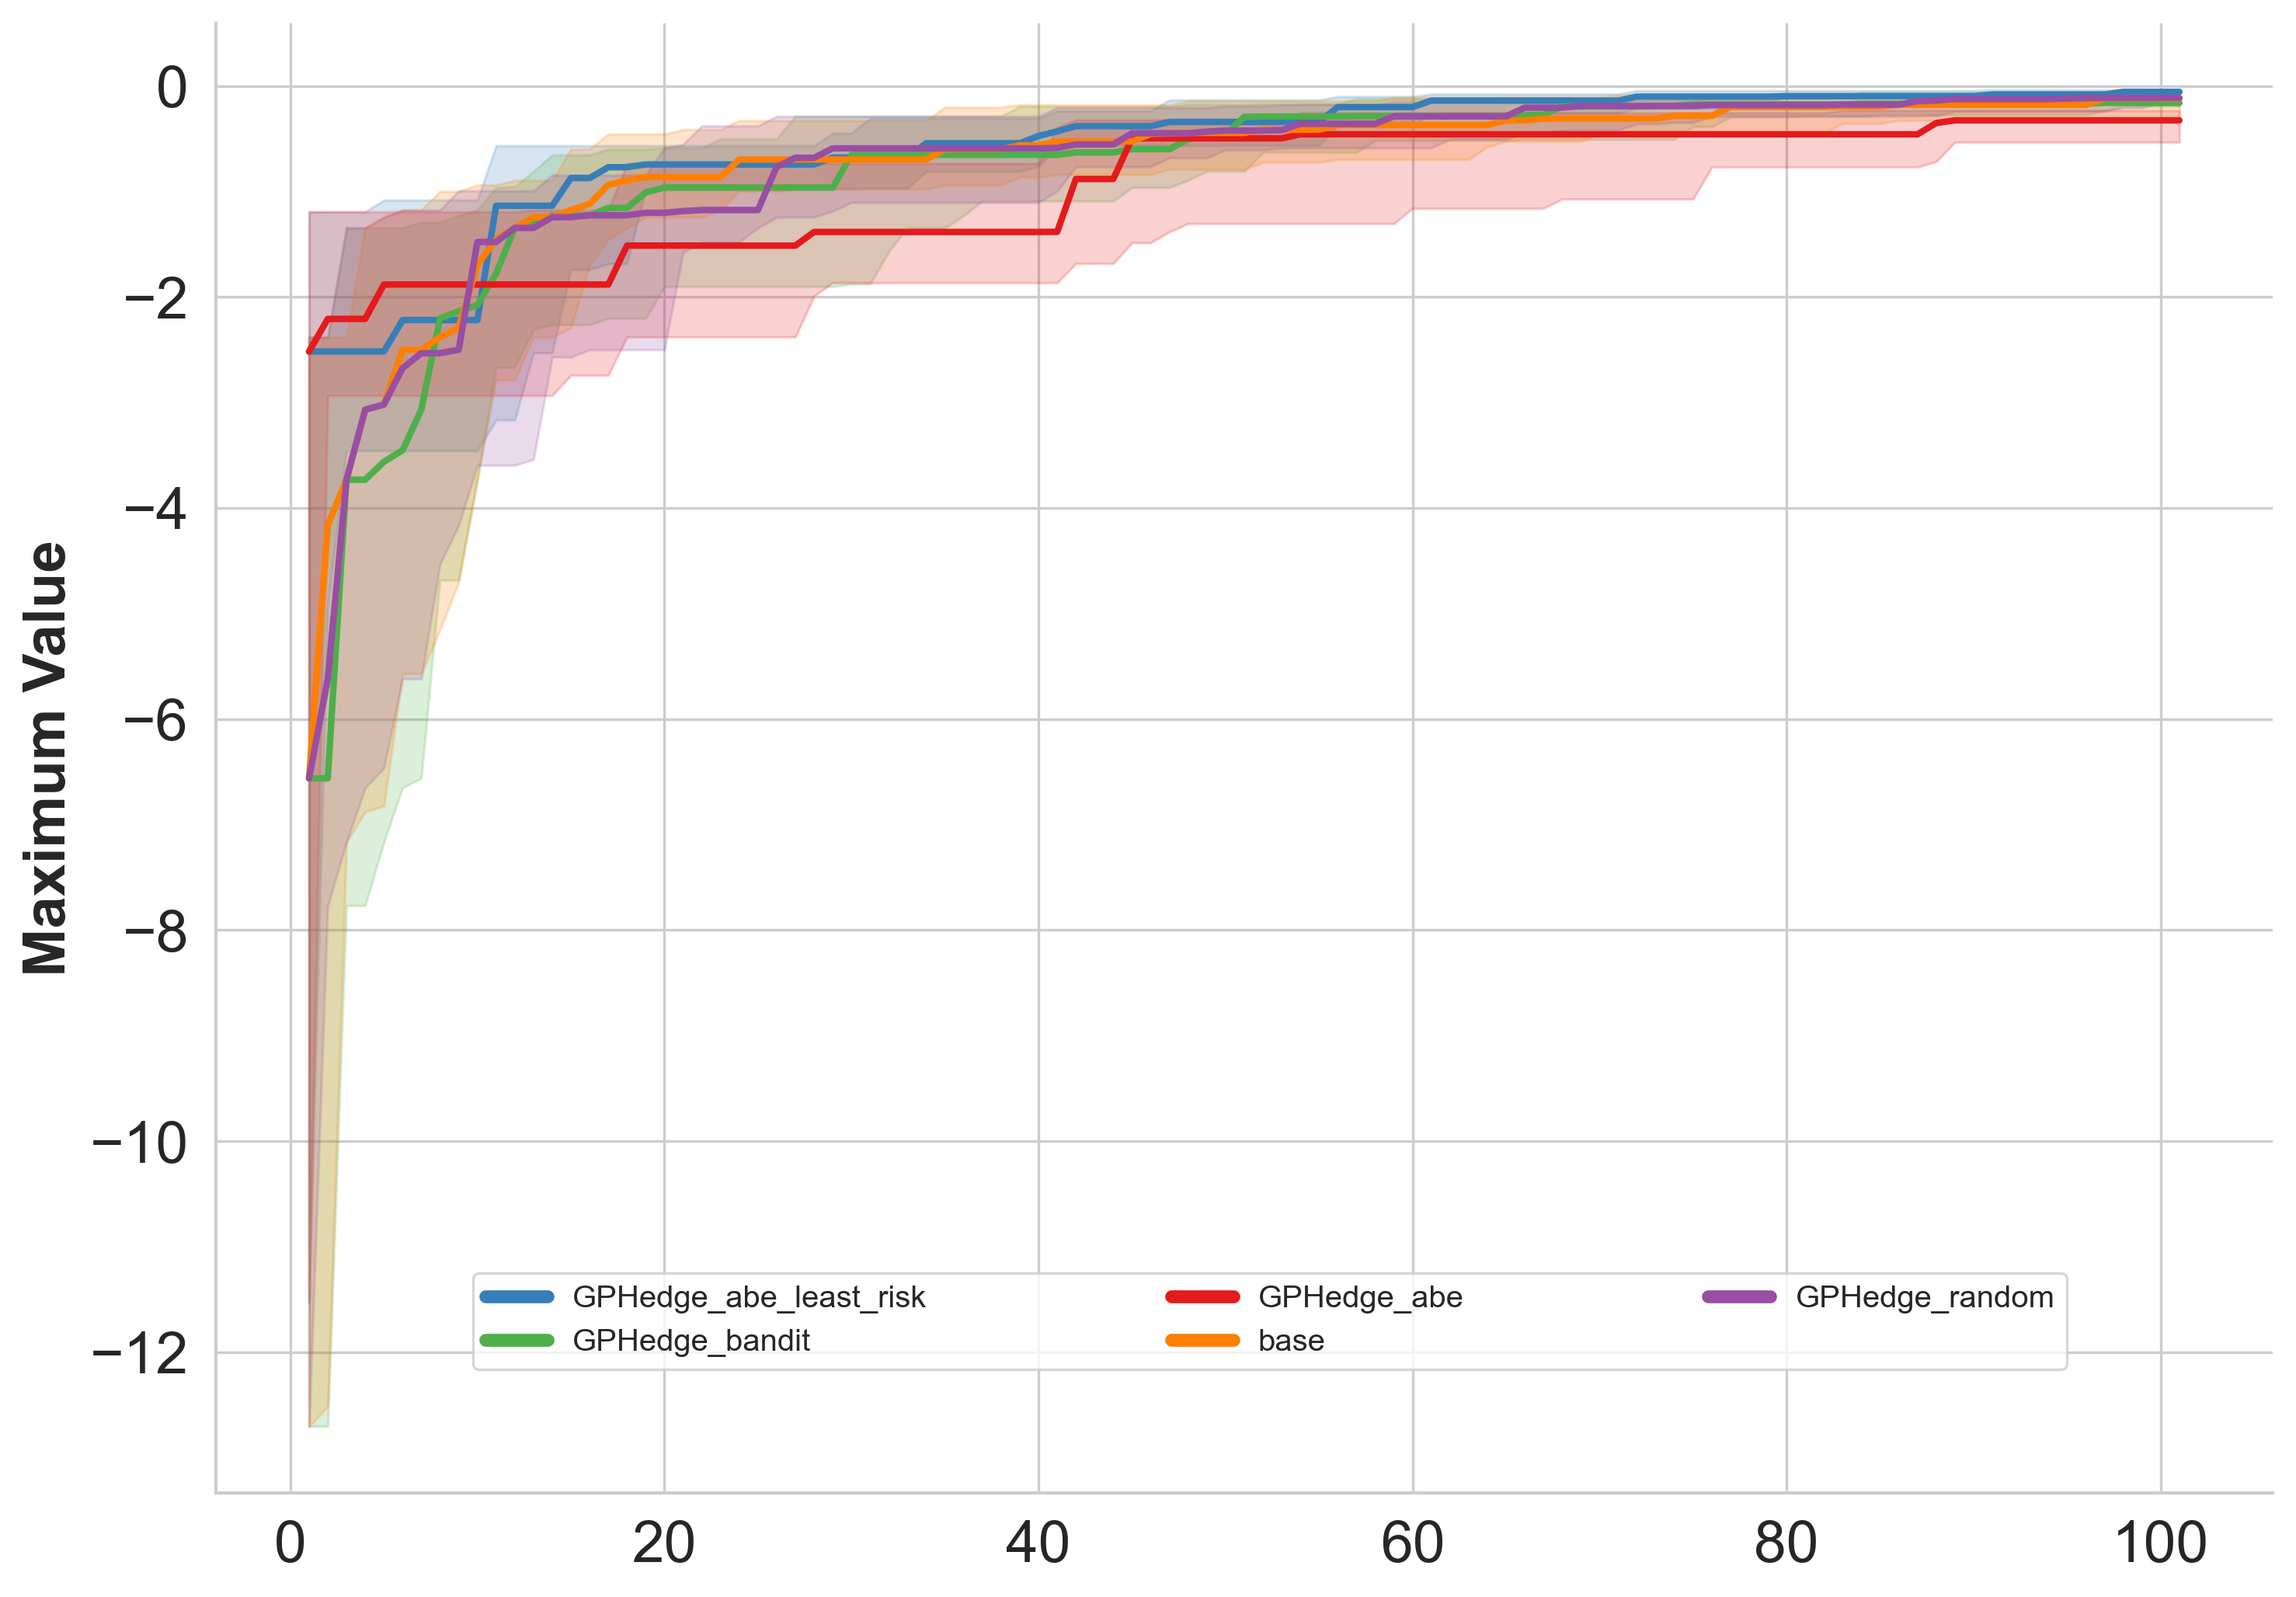 Maximum Value
0
−2
−4
−6
−8
−10
−12
0 20 40 60 80 100
GPHedge_abe_least_risk GPHedge_abe GPHedge_random
GPHedge_bandit base